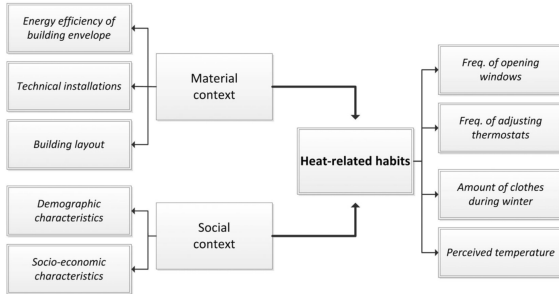 Energy efficiency of
building envelope
Technical installations
Building layout
Material
context
Demographic
characteristics
Socio-economic
characteristics
Social
context
Heat-related habits
Freq. of opening
windows
Freq. of adjusting
thermostats
Amount of clothes
during winter
Perceived temperature